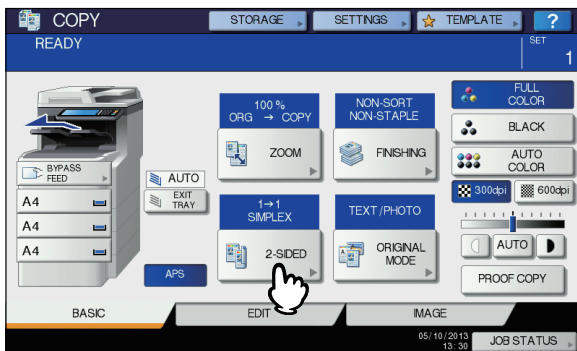 COPY
STORAGE
SETTINGS
TEMPLATE
?
READY
SET
1
100 %
ORG → COPY
NON-SORT
NON-STAPLE
FULL
COLOR
BLACK
ZOOM
FINISHING
AUTO
COLOR
BYPASS
FEED
AUTO
EXIT
TRAY
300dpi
600dpi
A4
A4
A4
1→1
SIMPLEX
TEXT/PHOTO
AUTO
2-SIDED
ORIGINAL
MODE
APS
PROOF COPY
BASIC
EDIT
IMAGE
05/10/2013
13:30
JOB STATUS